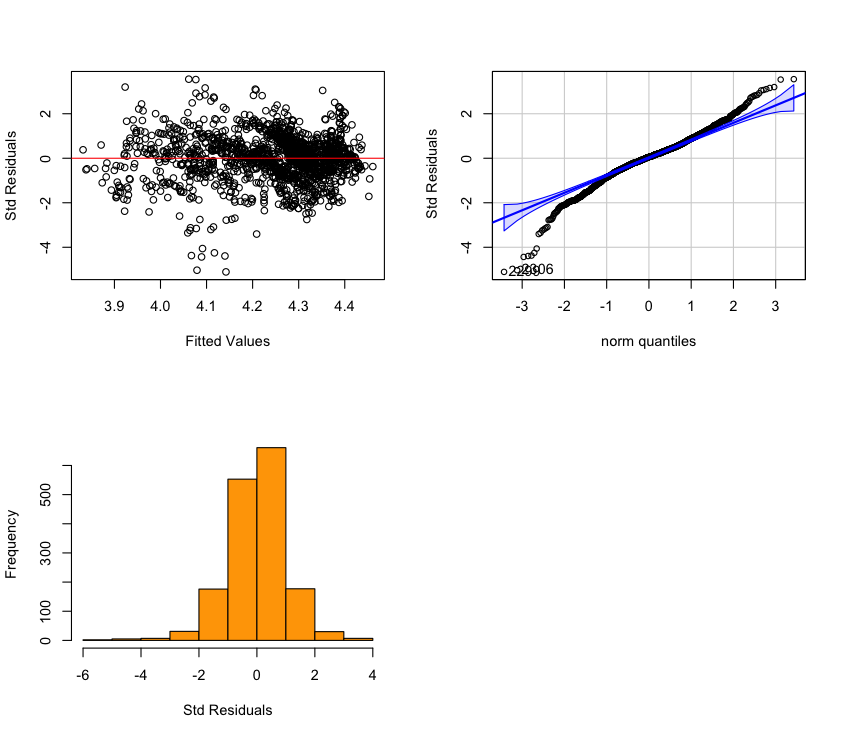 Std Residuals
2
0
-2
-4
3.9 4.0 4.1 4.2 4.3 4.4
Fitted Values
Std Residuals
2
0
-2
-4
-3 -2 -1 0 1 2 3
norm quantiles
Frequency
500
300
100
0
-6 -4 -2 0 2 4
Std Residuals